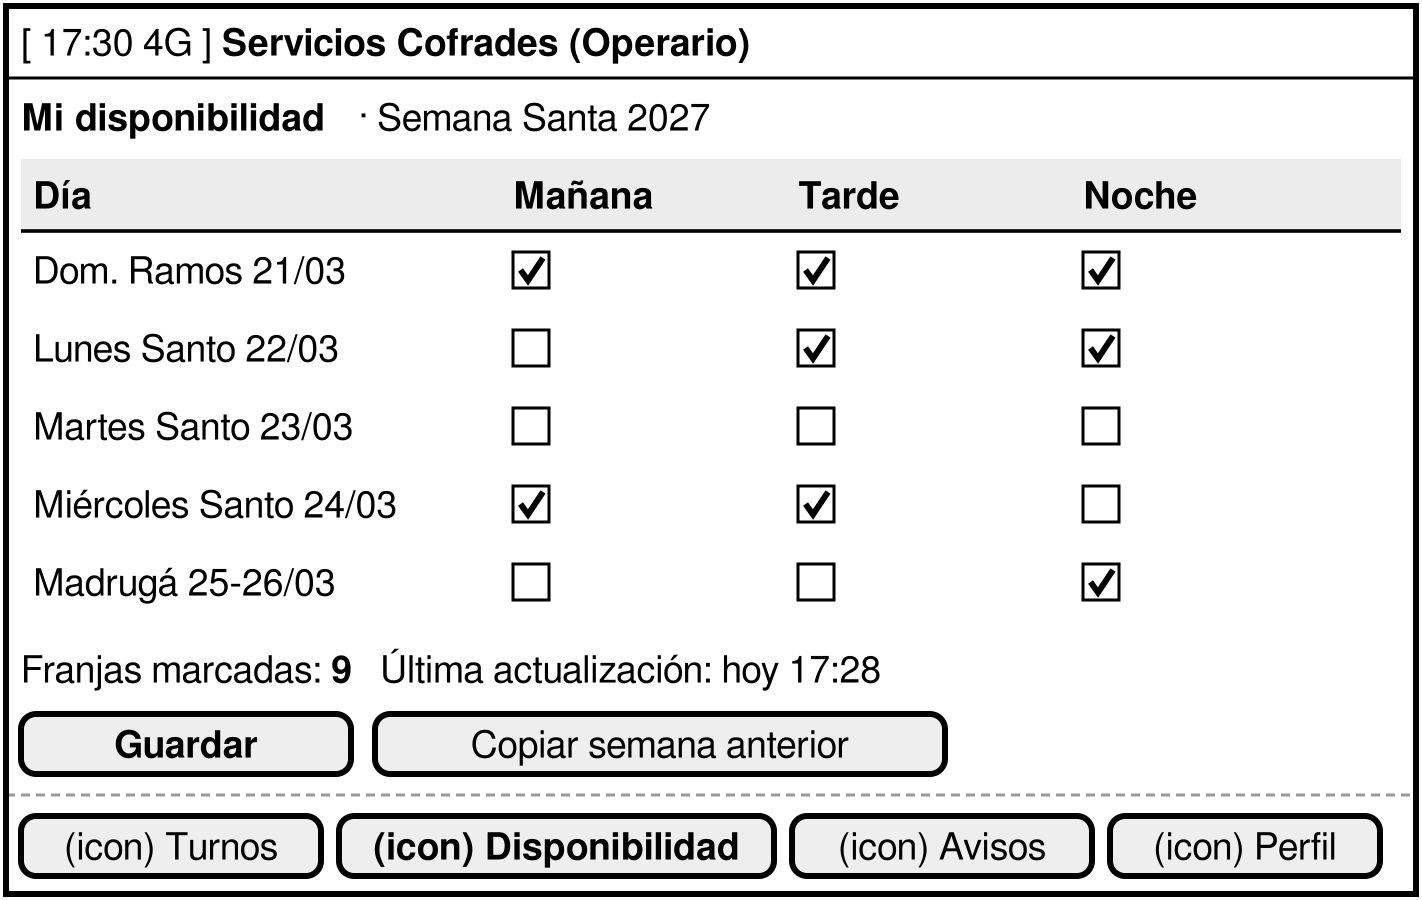 [ 17:30 4G ] Servicios Cofrades (Operario)
Mi disponibilidad · Semana Santa 2027
Día Mañana Tarde Noche
Dom. Ramos 21/03
Lunes Santo 22/03
Martes Santo 23/03
Miércoles Santo 24/03
Madrugá 25-26/03
Franjas marcadas: 9 Última actualización: hoy 17:28
Guardar Copiar semana anterior
(icon) Turnos (icon) Disponibilidad (icon) Avisos (icon) Perfil